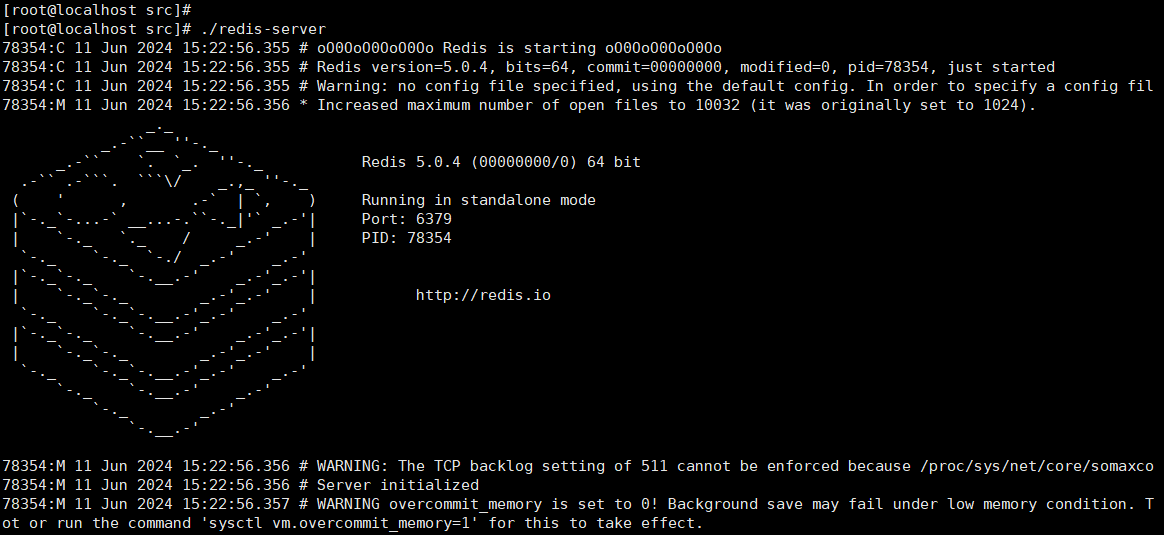 [root@localhost src]#
[root@localhost src]# ./redis-server
78354:C 11 Jun 2024 15:22:56.355 # oO0OoO0OoO0Oo Redis is starting oO0OoO0OoO0Oo
78354:C 11 Jun 2024 15:22:56.355 # Redis version=5.0.4, bits=64, commit=00000000, modified=0, pid=78354, just started
78354:C 11 Jun 2024 15:22:56.355 # Warning: no config file specified, using the default config. In order to specify a config fil
78354:M 11 Jun 2024 15:22:56.356 * Increased maximum number of open files to 10032 (it was originally set to 1024).
Redis 5.0.4 (00000000/0) 64 bit
Running in standalone mode
Port: 6379
PID: 78354
http://redis.io
78354:M 11 Jun 2024 15:22:56.356 # WARNING: The TCP backlog setting of 511 cannot be enforced because /proc/sys/net/core/somaxco
78354:M 11 Jun 2024 15:22:56.356 # Server initialized
78354:M 11 Jun 2024 15:22:56.357 # WARNING overcommit_memory is set to 0! Background save may fail under low memory condition. T
ot or run the command 'sysctl vm.overcommit_memory=1' for this to take effect.